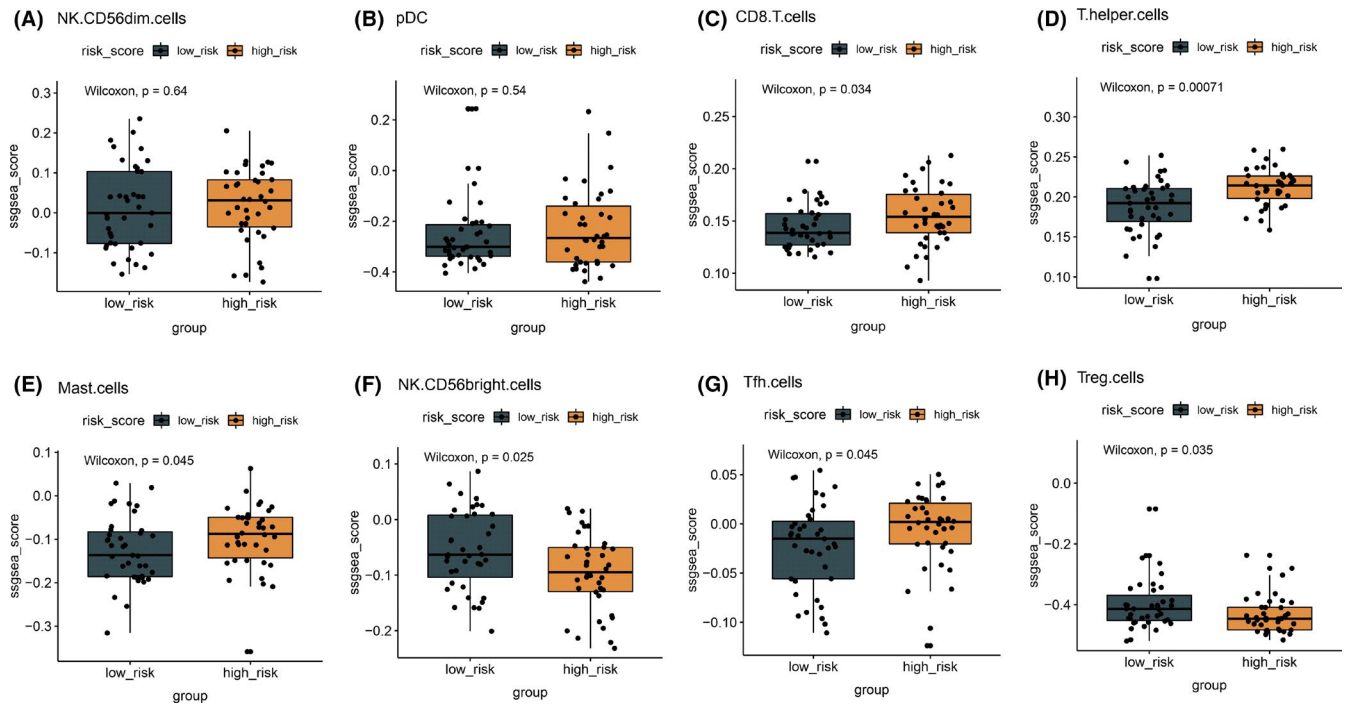 (A) NK.CD56dim.cells
risk_score low_risk high_risk
Wilcoxon, p = 0.64
ssgsea_score
0.3
0.2
0.1
0.0
−0.1
low_risk high_risk
group
(B) pDC
risk_score low_risk high_risk
Wilcoxon, p = 0.54
ssgsea_score
0.2
−0.0
−0.2
−0.4
low_risk high_risk
group
(C) CD8.T.cells
risk_score low_risk high_risk
Wilcoxon, p = 0.034
ssgsea_score
0.25
0.20
0.15
0.10
low_risk high_risk
group
(D) T.helper.cells
risk_score low_risk high_risk
Wilcoxon, p = 0.00071
ssgsea_score
0.30
0.25
0.20
0.15
0.10
low_risk high_risk
group
(E) Mast.cells
risk_score low_risk high_risk
Wilcoxon, p = 0.045
ssgsea_score
0.1
0.0
−0.1
−0.2
−0.3
low_risk high_risk
group
(F) NK.CD56bright.cells
risk_score low_risk high_risk
Wilcoxon, p = 0.025
ssgsea_score
0.1
−0.0
−0.1
−0.2
low_risk high_risk
group
(G) Tfh.cells
risk_score low_risk high_risk
Wilcoxon, p = 0.045
ssgsea_score
0.05
−0.00
−0.05
−0.10
low_risk high_risk
group
(H) Treg.cells
risk_score low_risk high_risk
Wilcoxon, p = 0.035
ssgsea_score
0.0
−0.4
low_risk high_risk
group